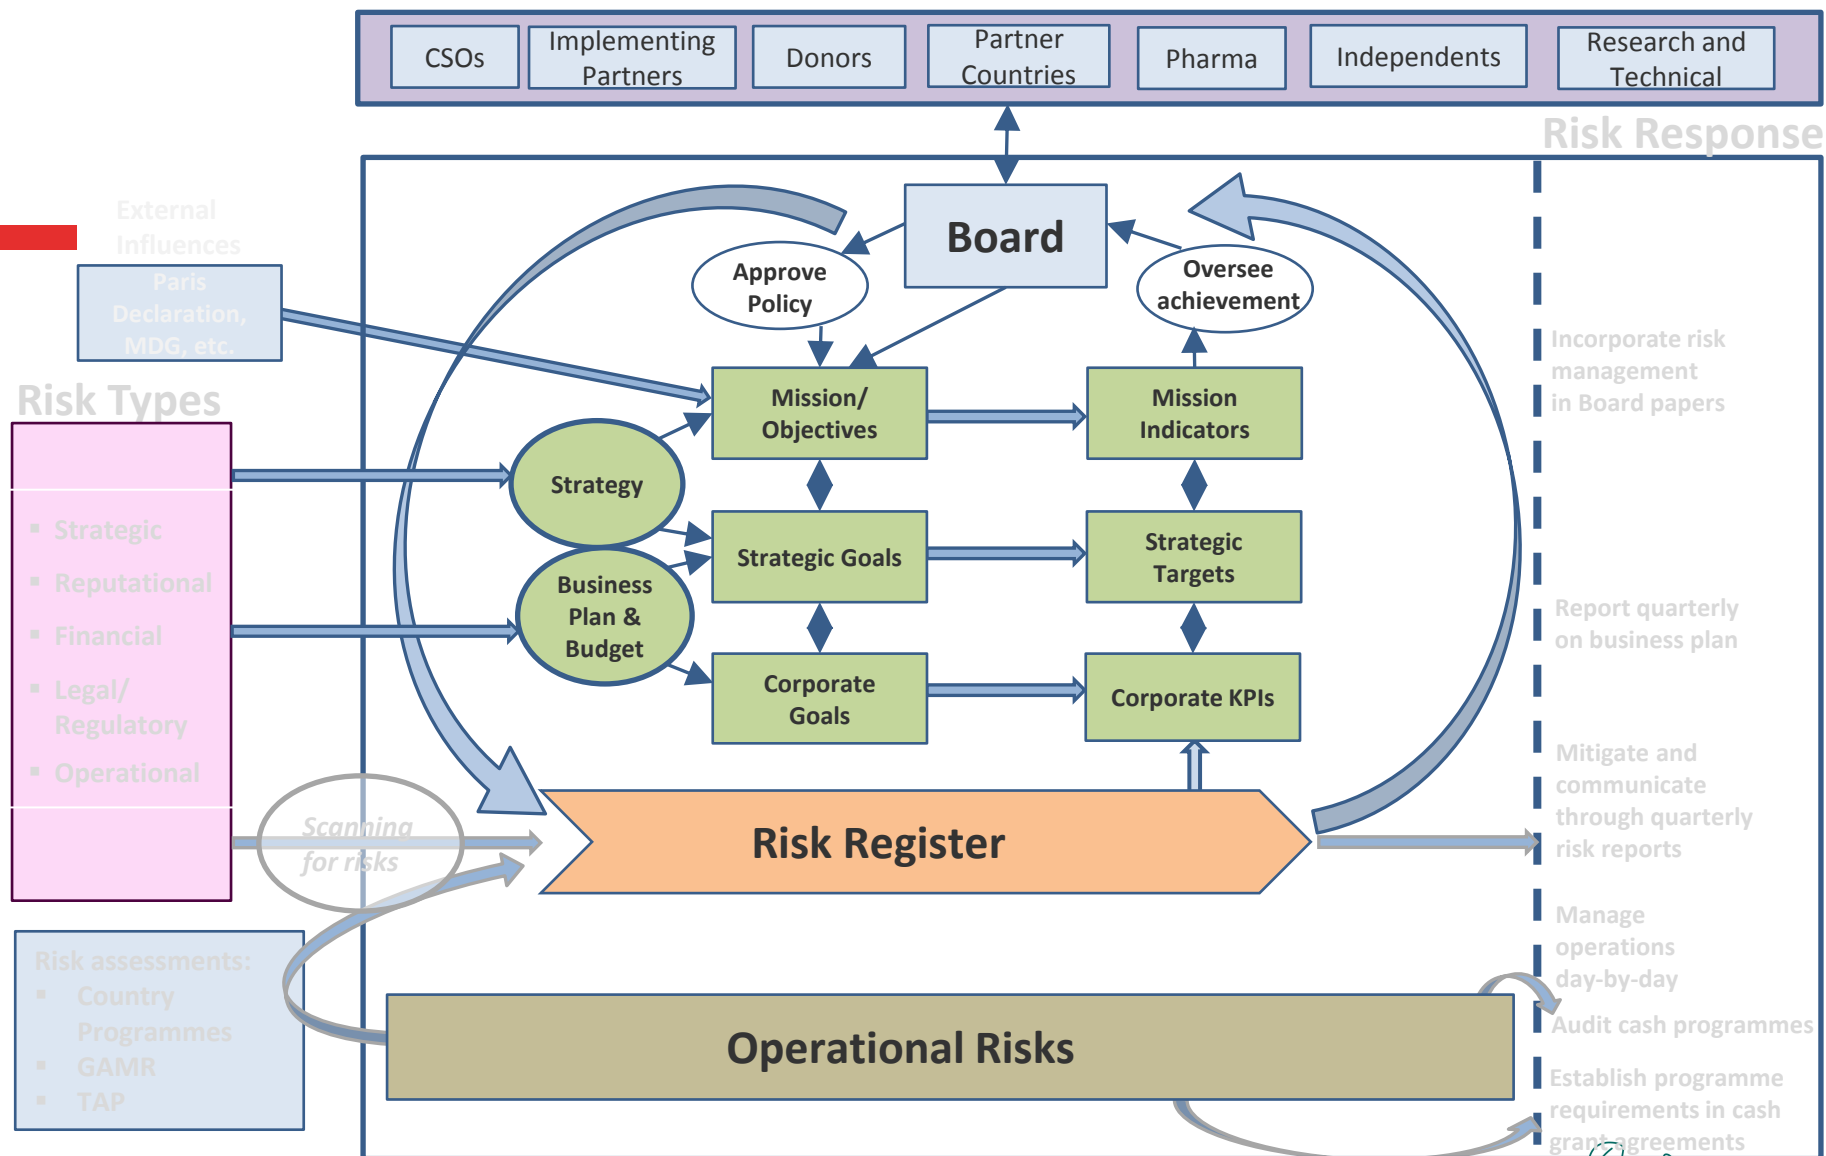 CSOs
Implementing
Partners
Donors
Partner
Countries
Pharma
Independents
Research and
Technical
Risk Response
External
Influences
Paris
Declaration,
MDG, etc.
Board
Approve
Policy
Oversee
achievement
Risk Types
▪ Strategic
▪ Reputational
▪ Financial
▪ Legal/
Regulatory
▪ Operational
Mission/
Objectives
Mission
Indicators
Strategy
Strategic Goals
Strategic
Targets
Business
Plan &
Budget
Corporate
Goals
Corporate KPIs
Incorporate risk
management
in Board papers
Report quarterly
on business plan
Mitigate and
communicate
through quarterly
risk reports
Manage
operations
day-by-day
Audit cash programmes
Establish programme
requirements in cash
grant agreements
Scanning
for risks
Risk Register
Risk assessments:
▪ Country
Programmes
▪ GAMR
▪ TAP
Operational Risks